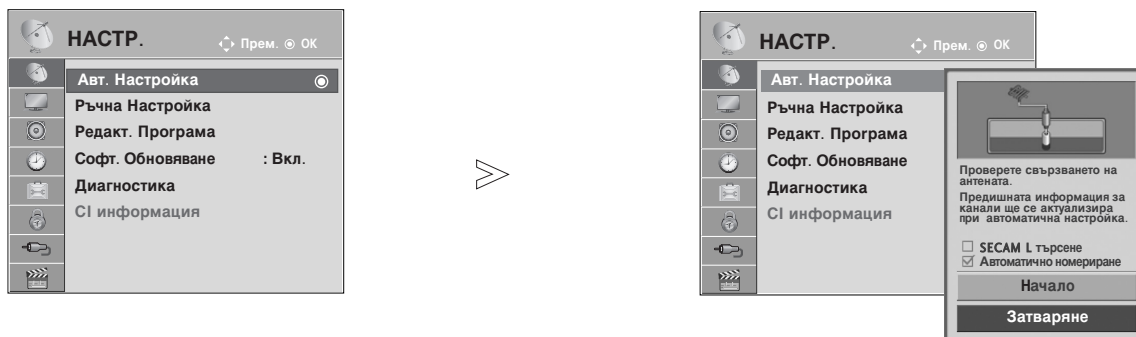 НАСТР. Прем. OK
Авт. Настройка
Ръчна Настройка
Редакт. Програма
Софт. Обновяване : Вкл.
Диагностика
CI информация
НАСТР. Прем. OK
Авт. Настройка
Ръчна Настройка
Редакт. Програма
Софт. Обновяване
Диагностика
CI информация
Проверете свързването на
антената.
Предишната информация за
канали ще се актуализира
при автоматична настройка.
☐ SECAM L търсене
☑ Автоматично номериране
Начало
Затваряне